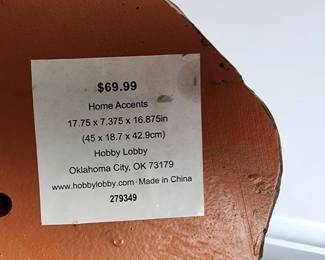 $69.99
Home Accents
17.75 x 7.375 x 16.875in
(45 x 18.7 x 42.9cm)
Hobby Lobby
Oklahoma City, OK 73179
www.hobbylobby.com · Made in China
279349